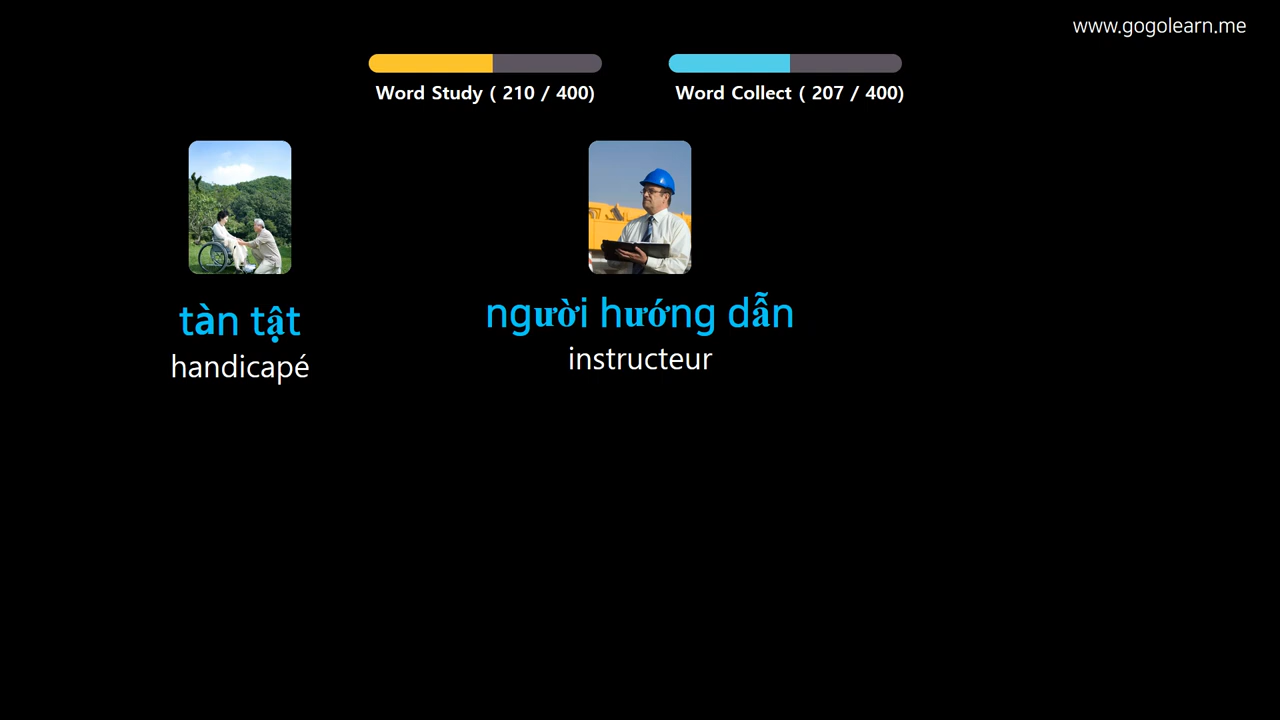 www.gogolearn.me
Word Study ( 210 / 400)
Word Collect ( 207 / 400)
tàn tật
handicapé
người hướng dẫn
instructeur